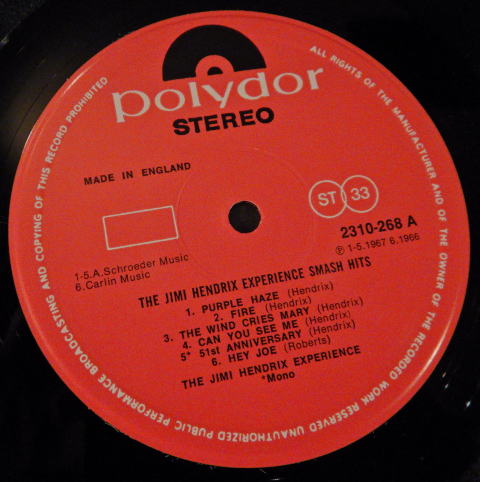 polydor
STEREO
MADE IN ENGLAND
ST 33
2310-268 A
℗ 1-5.1967 6.1966
1-5.A.Schroeder Music
6.Carlin Music
THE JIMI HENDRIX EXPERIENCE SMASH HITS
1. PURPLE HAZE (Hendrix)
2. FIRE (Hendrix)
3. THE WIND CRIES MARY (Hendrix)
4. CAN YOU SEE ME (Hendrix)
5* 51st ANNIVERSARY (Hendrix)
6. HEY JOE (Roberts)
THE JIMI HENDRIX EXPERIENCE
*Mono
ALL RIGHTS OF THE MANUFACTURER AND OF THE OWNER OF THE RECORDED WORK RESERVED UNAUTHORIZED PUBLIC PERFORMANCE BROADCASTING AND COPYING OF THIS RECORD PROHIBITED